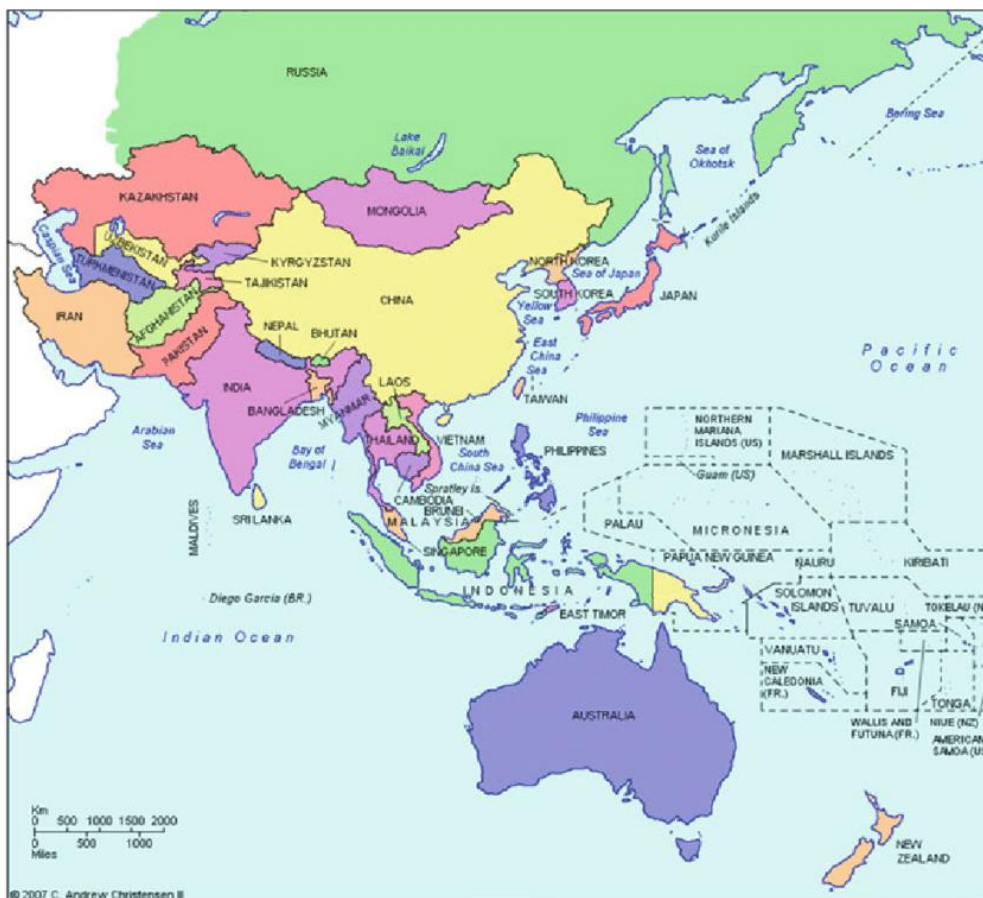 RUSSIA
Bering Sea
Lake
Baikal
Sea of
Okhotsk
KAZAKHSTAN
MONGOLIA
Kurile Islands
Caspian Sea
UZBEKISTAN
TURKMENISTAN
KYRGYZSTAN
TAJIKISTAN
NORTH KOREA
Sea of Japan
SOUTH KOREA
JAPAN
CHINA
Yellow
Sea
IRAN
AFGHANISTAN
PAKISTAN
NEPAL
BHUTAN
East
China
Sea
Pacific
Ocean
INDIA
BANGLADESH
MYANMAR
LAOS
TAIWAN
Arabian
Sea
Bay of
Bengal
THAILAND
VIETNAM
South
China Sea
Philippine
Sea
PHILIPPINES
NORTHERN
MARIANA
ISLANDS (US)
Guam (US)
MARSHALL ISLANDS
CAMBODIA
Spratley Is.
BRUNEI
MALAYSIA
SRI LANKA
MALDIVES
SINGAPORE
PALAU
MICRONESIA
PAPUA NEW GUINEA
NAURU
KIRIBATI
Diego Garcia (BR.)
INDONESIA
EAST TIMOR
SOLOMON
ISLANDS
TUVALU
TOKELAU (N
SAMOA
Indian Ocean
VANUATU
NEW
CALEDONIA
(FR.)
FIJI
TONGA
WALLIS AND
FUTUNA (FR.)
NIUE (NZ)
AMERICAN
SAMOA (US
AUSTRALIA
NEW
ZEALAND
Km
0 500 1000 1500 2000
0 500 1000
Miles
© 2007 C. Andrew Christensen II